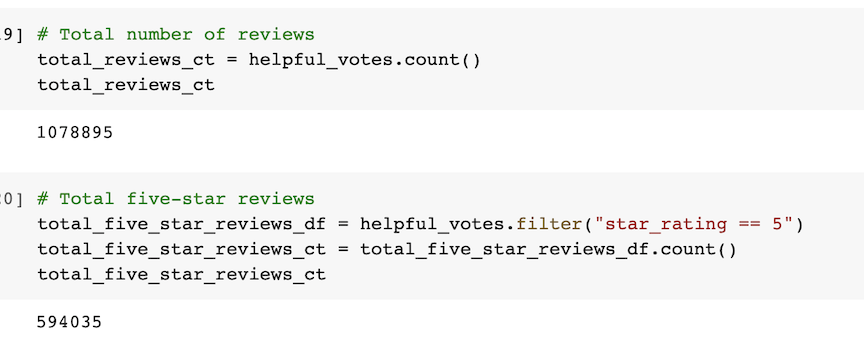 9] # Total number of reviews
total_reviews_ct = helpful_votes.count()
total_reviews_ct
1078895
0] # Total five-star reviews
total_five_star_reviews_df = helpful_votes.filter("star_rating == 5")
total_five_star_reviews_ct = total_five_star_reviews_df.count()
total_five_star_reviews_ct
594035